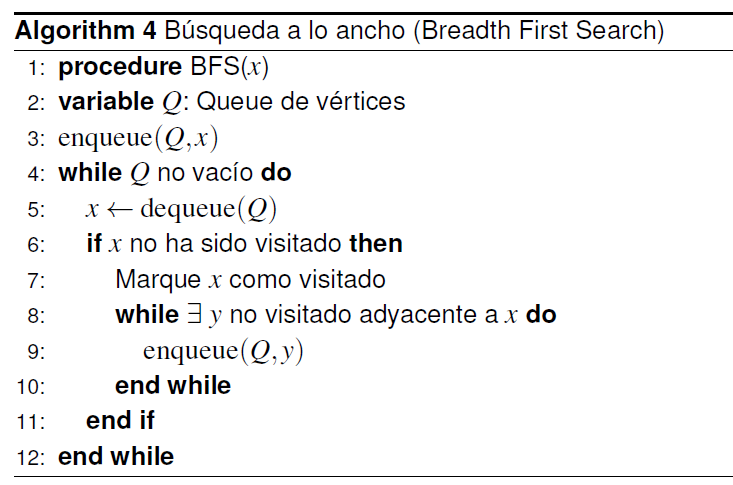 Algorithm 4 Búsqueda a lo ancho (Breadth First Search)
1: procedure BFS(x)
2: variable Q: Queue de vértices
3: enqueue(Q,x)
4: while Q no vacío do
5: x ← dequeue(Q)
6: if x no ha sido visitado then
7: Marque x como visitado
8: while ∃ y no visitado adyacente a x do
9: enqueue(Q,y)
10: end while
11: end if
12: end while